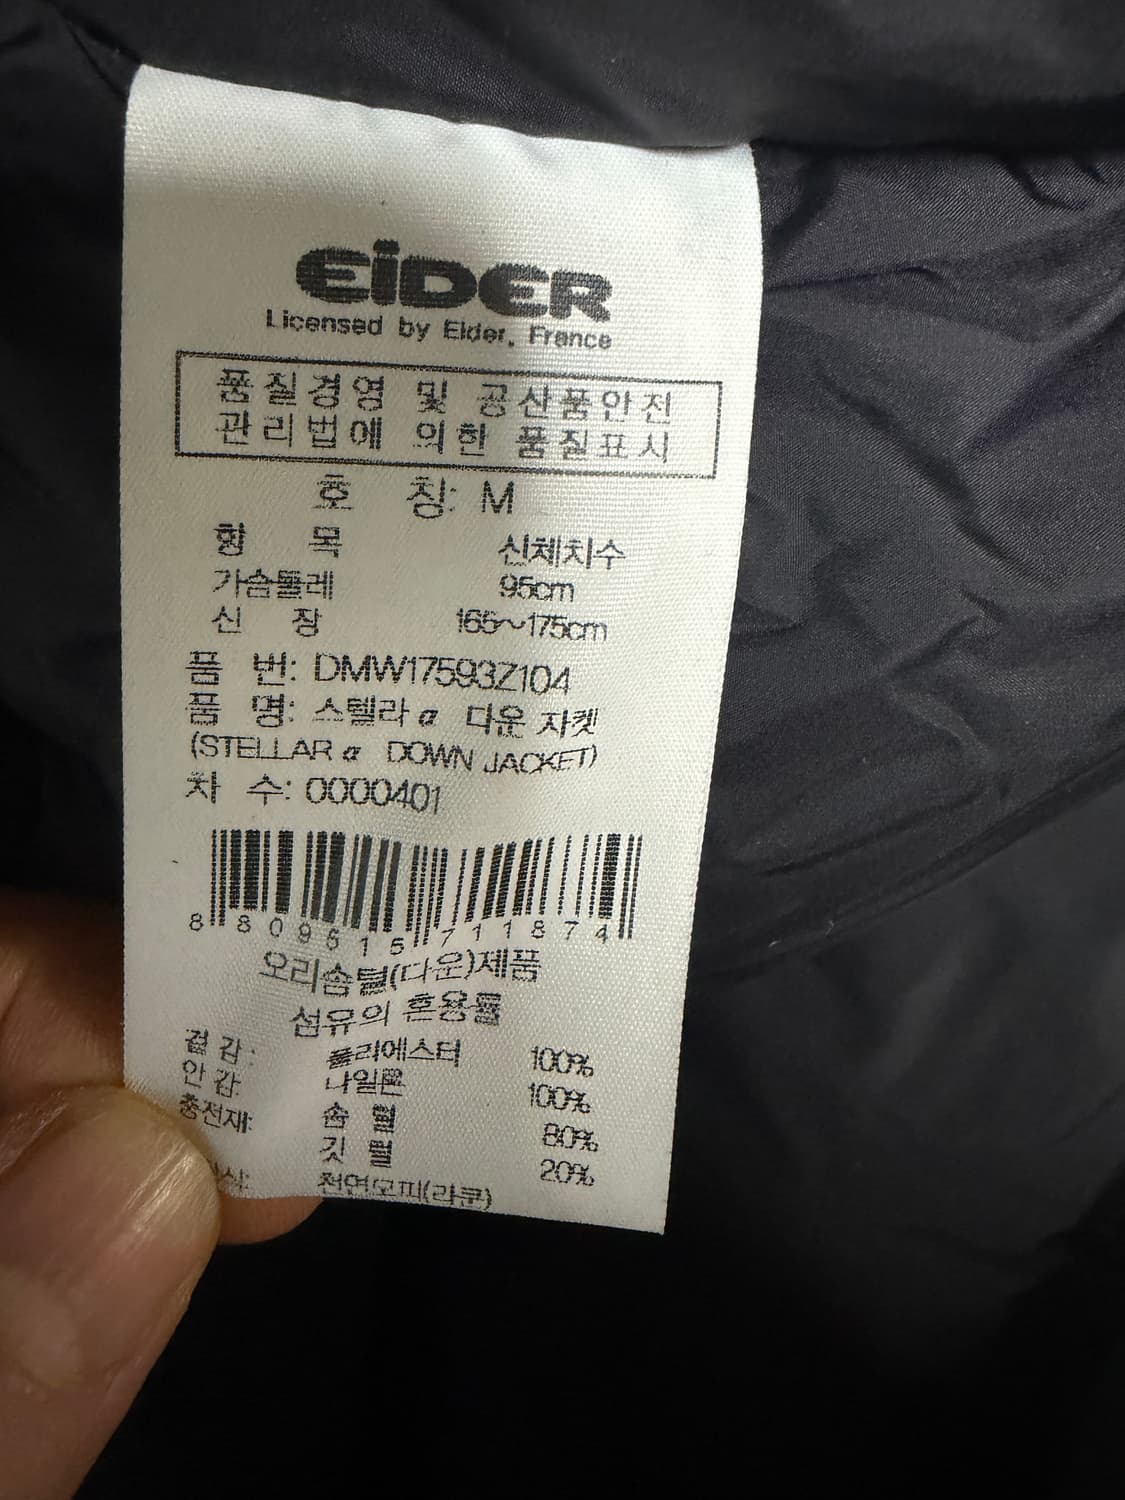 EIDER
Licensed by Eider, France
품질경영 및 공산품안전
관리법에 의한 품질표시
호 칭: M
항 목 신체치수
가슴둘레 95cm
신 장 165~175cm
품 번: DMW17593Z104
품 명: 스텔라 α 다운 자켓
(STELLAR α DOWN JACKET)
차 수: 0000401
8 809615 711874
오리솜털(다운)제품
섬유의 혼용률
겉감: 폴리에스터 100%
안감: 나일론 100%
충전재: 솜 털 80%
깃 털 20%
천연모피(라쿤)